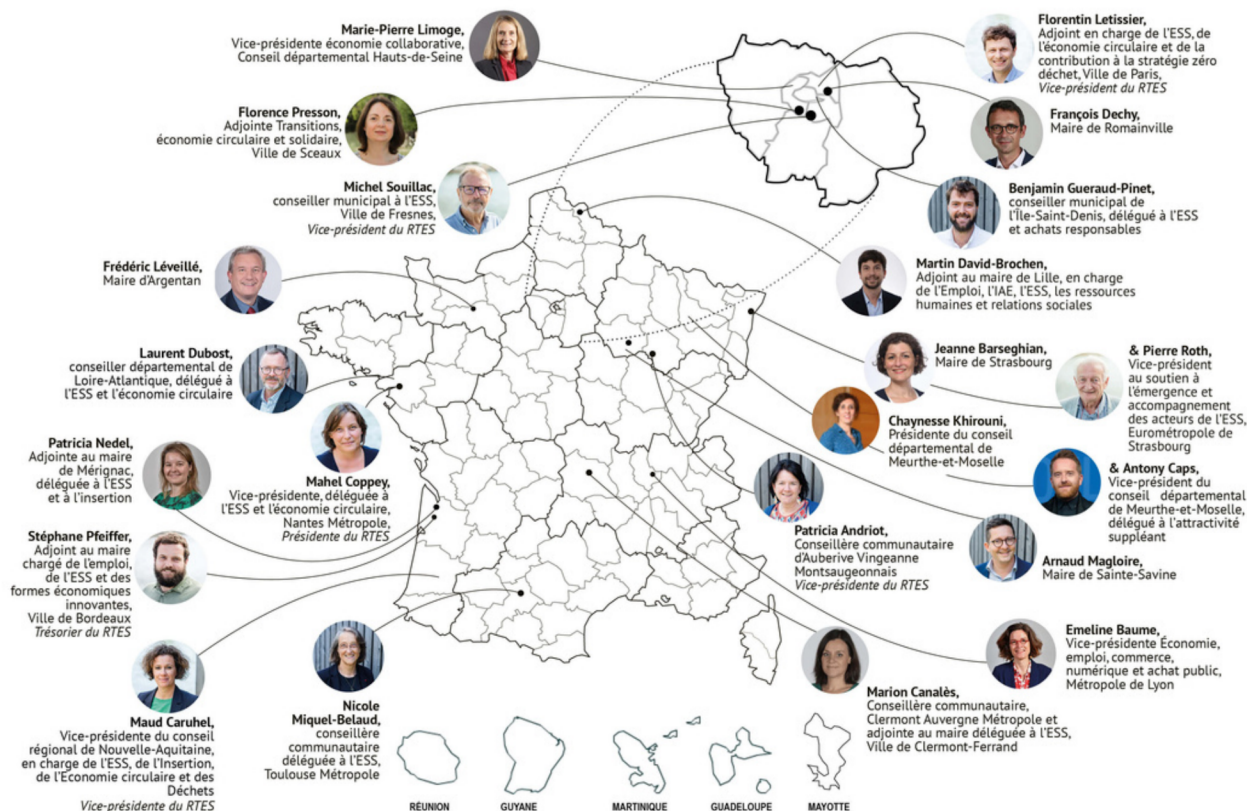 Marie-Pierre Limoge,
Vice-présidente économie collaborative,
Conseil départemental Hauts-de-Seine
Florentin Letissier,
Adjoint en charge de l'ESS, de
l'économie circulaire et de la
contribution à la stratégie zéro
déchet, Ville de Paris,
Vice-président du RTES
Florence Presson,
Adjointe Transitions,
économie circulaire et solidaire,
Ville de Sceaux
François Dechy,
Maire de Romainville
Michel Souillac,
conseiller municipal à l'ESS,
Ville de Fresnes,
Vice-président du RTES
Benjamin Gueraud-Pinet,
conseiller municipal de
l'Île-Saint-Denis, délégué à l'ESS
et achats responsables
Frédéric Léveillé,
Maire d'Argentan
Martin David-Brochen,
Adjoint au maire de Lille, en charge
de l'Emploi, l'IAE, l'ESS, les ressources
humaines et relations sociales
Laurent Dubost,
conseiller départemental de
Loire-Atlantique, délégué à
l'ESS et l'économie circulaire
Jeanne Barseghian,
Maire de Strasbourg
& Pierre Roth,
Vice-président
au soutien à
l'émergence et
accompagnement
des acteurs de l'ESS,
Eurométropole de
Strasbourg
Chaynesse Khirouni,
Présidente du conseil
départemental de
Meurthe-et-Moselle
Patricia Nedel,
Adjointe au maire
de Mérignac,
déléguée à l'ESS
et à l'insertion
Mahel Coppey,
Vice-présidente, déléguée à
l'ESS et l'économie circulaire,
Nantes Métropole,
Présidente du RTES
& Antony Caps,
Vice-président du
conseil départemental
de Meurthe-et-Moselle,
délégué à l'attractivité
suppléant
Stéphane Pfeiffer,
Adjoint au maire
chargé de l'emploi,
de l'ESS et des
formes économiques
innovantes,
Ville de Bordeaux
Trésorier du RTES
Patricia Andriot,
Conseillère communautaire
d'Auberive Vingeanne
Montsaugeonnais
Vice-présidente du RTES
Arnaud Magloire,
Maire de Sainte-Savine
Emeline Baume,
Vice-présidente Économie,
emploi, commerce,
numérique et achat public,
Métropole de Lyon
Maud Caruhel,
Vice-présidente du conseil
régional de Nouvelle-Aquitaine,
en charge de l'ESS, de l'Insertion,
de l'Économie circulaire et des
Déchets
Vice-présidente du RTES
Nicole
Miquel-Belaud,
conseillère
communautaire
déléguée à l'ESS,
Toulouse Métropole
Marion Canalès,
Conseillère communautaire,
Clermont Auvergne Métropole et
adjointe au maire déléguée à l'ESS,
Ville de Clermont-Ferrand
RÉUNION
GUYANE
MARTINIQUE
GUADELOUPE
MAYOTTE